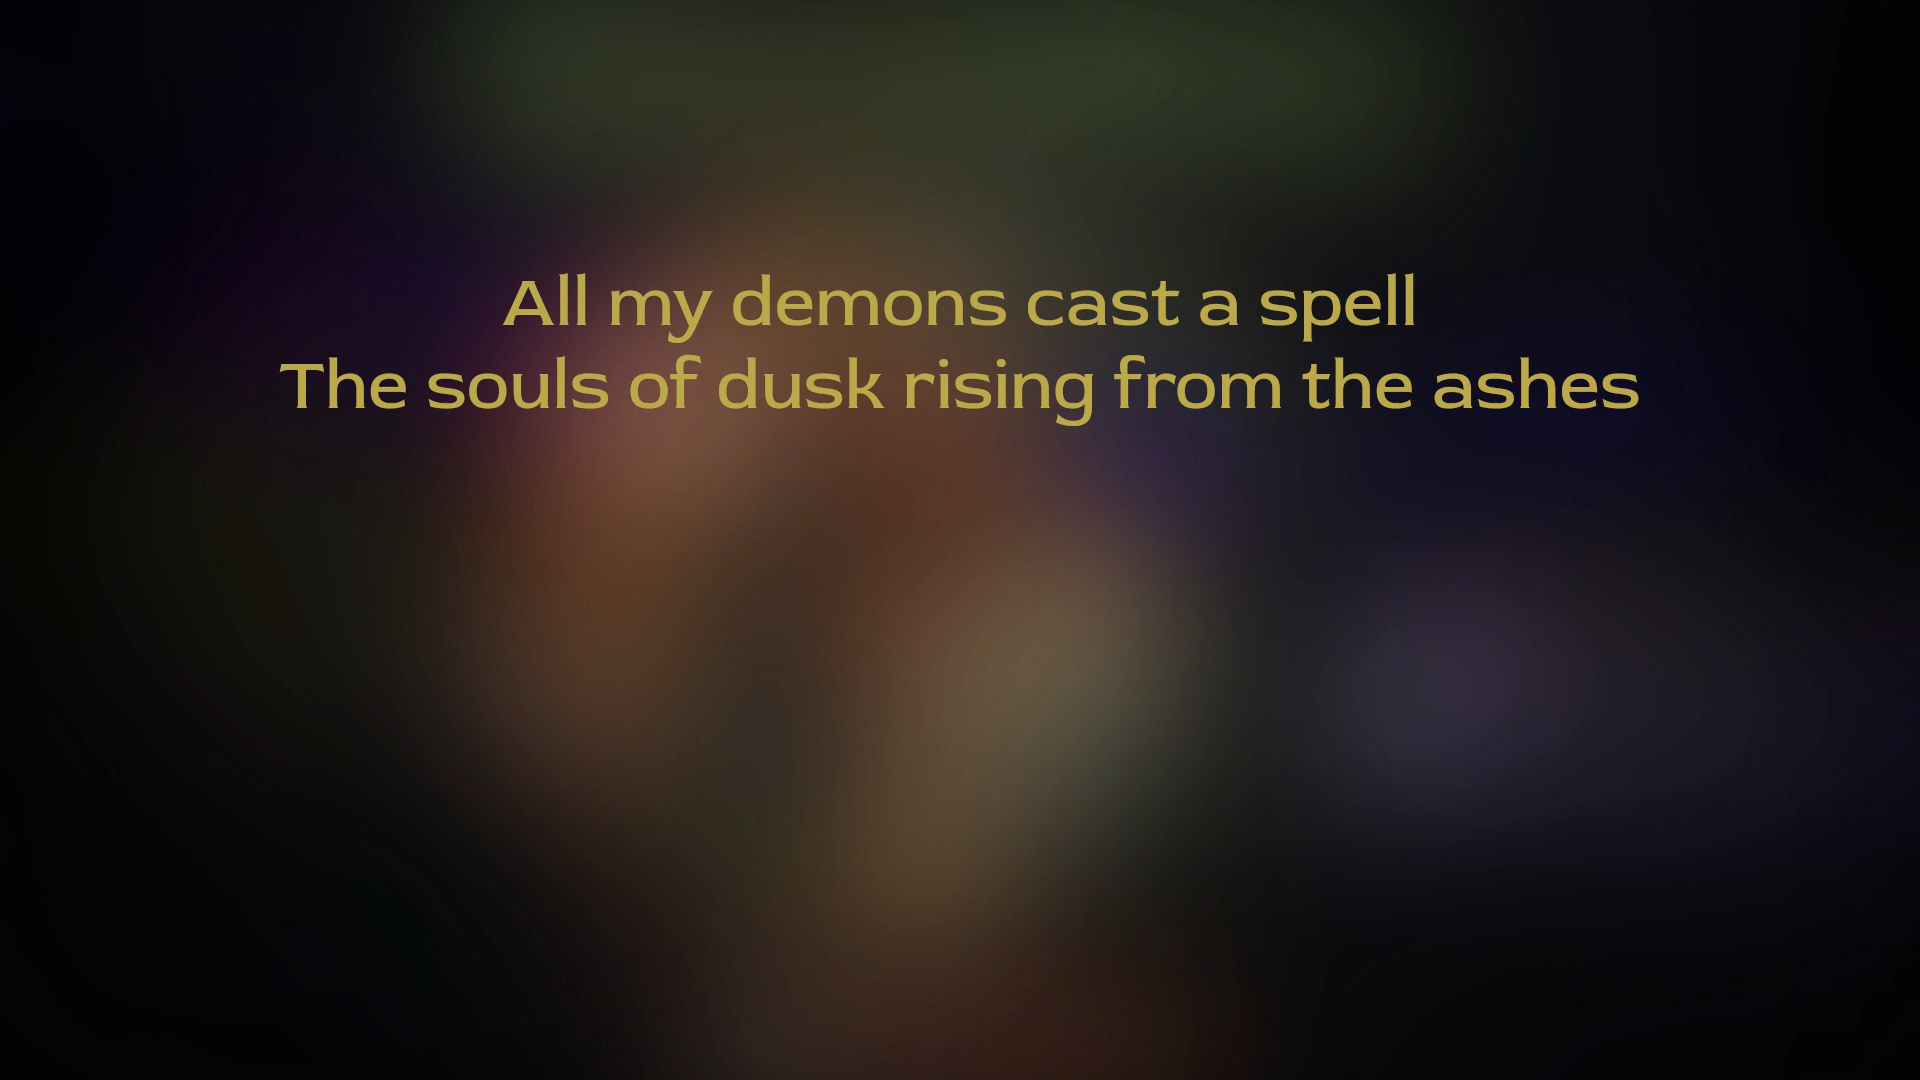 All my demons cast a spell
The souls of dusk rising from the ashes